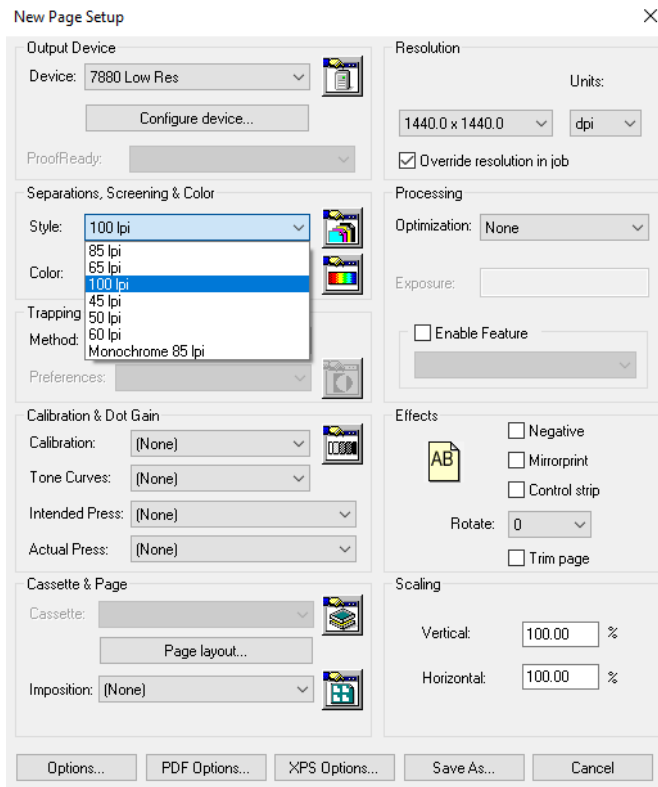 New Page Setup
Output Device
Device: 7880 Low Res
Configure device...
ProofReady:
Resolution
Units:
1440.0 x 1440.0 dpi
Override resolution in job
Separations, Screening & Color
Style: 100 lpi
85 lpi
65 lpi
100 lpi
45 lpi
50 lpi
60 lpi
Monochrome 85 lpi
Color:
Processing
Optimization: None
Exposure:
Enable Feature
Trapping
Method:
Preferences:
Calibration & Dot Gain
Calibration: (None)
Tone Curves: (None)
Intended Press: (None)
Actual Press: (None)
Effects
AB
Negative
Mirrorprint
Control strip
Rotate: 0
Trim page
Cassette & Page
Cassette:
Page layout...
Imposition: (None)
Scaling
Vertical: 100.00 %
Horizontal: 100.00 %
Options... PDF Options... XPS Options... Save As... Cancel